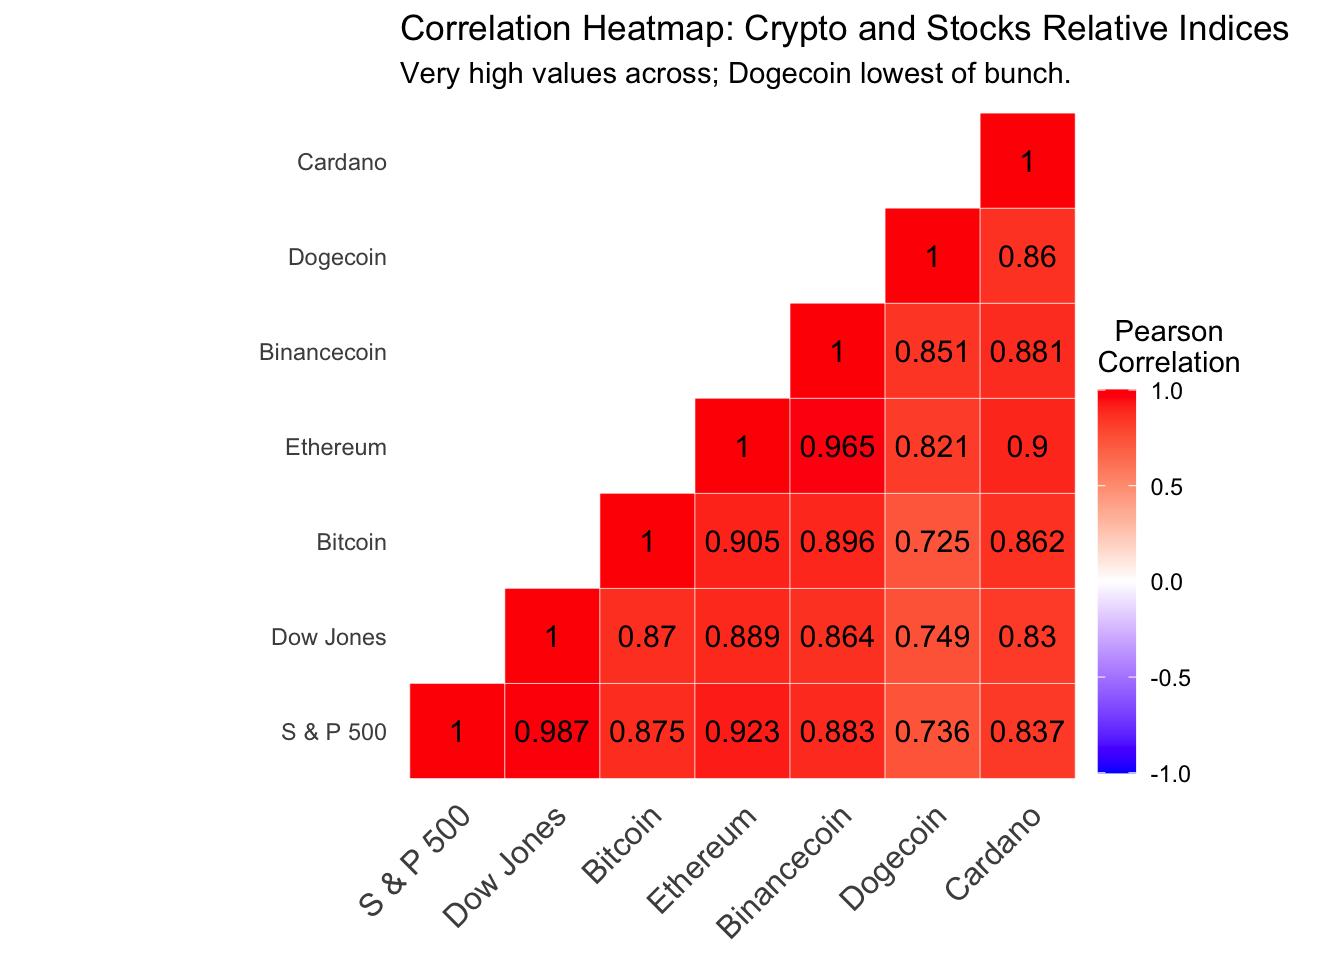 Correlation Heatmap: Crypto and Stocks Relative Indices
Very high values across; Dogecoin lowest of bunch.
Cardano 1
Dogecoin 1 0.86
Binancecoin 1 0.851 0.881
Ethereum 1 0.965 0.821 0.9
Bitcoin 1 0.905 0.896 0.725 0.862
Dow Jones 1 0.87 0.889 0.864 0.749 0.83
S & P 500 1 0.987 0.875 0.923 0.883 0.736 0.837
S & P 500
Dow Jones
Bitcoin
Ethereum
Binancecoin
Dogecoin
Cardano
Pearson
Correlation
1.0
0.5
0.0
-0.5
-1.0